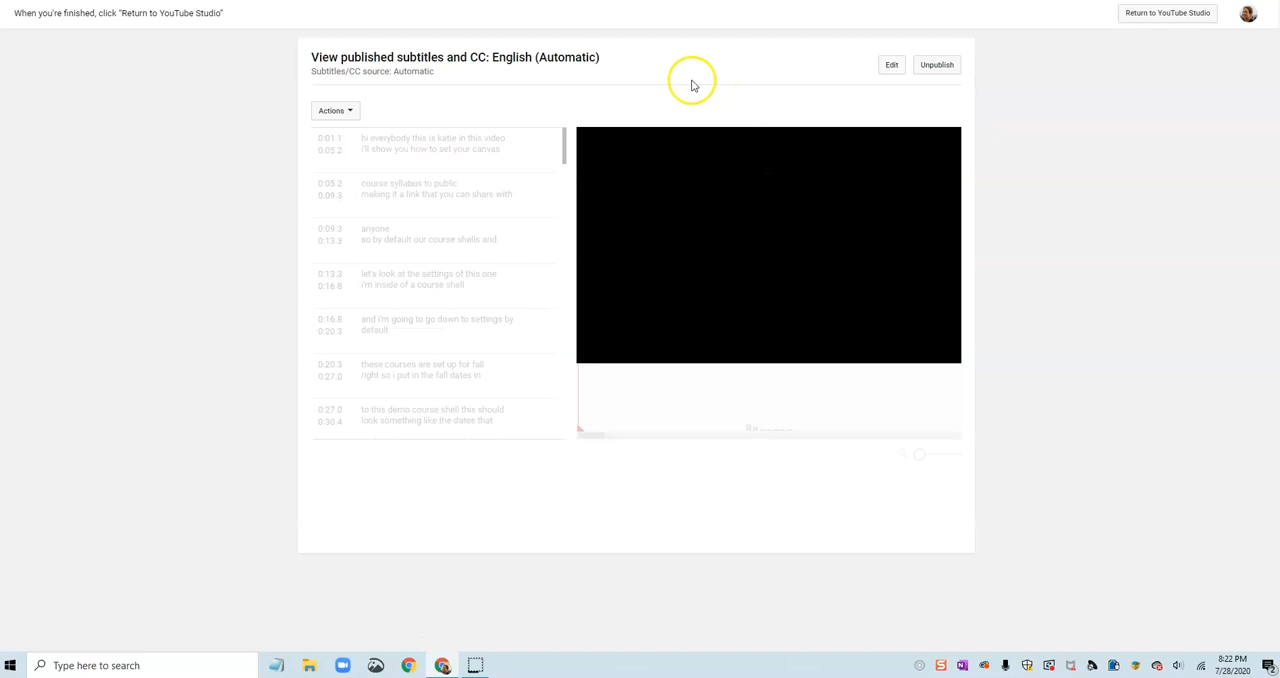 When you're finished, click "Return to YouTube Studio"
Return to YouTube Studio
View published subtitles and CC: English (Automatic)
Subtitles/CC source: Automatic
Edit
Unpublish
Actions
0:01.1 hi everybody this is katie in this video
0:05.2 i'll show you how to set your canvas
0:05.2 course syllabus to public
0:09.3 making it a link that you can share with
0:09.3 anyone
0:13.3 so by default our course shells and
0:13.3 let's look at the settings of this one
0:16.8 i'm inside of a course shell
0:16.8 and i'm going to go down to settings by
0:20.3 default
0:20.3 these courses are set up for fall
0:27.0 right so i put in the fall dates in
0:27.0 to this demo course shell this should
0:30.4 look something like the dates that
Type here to search
8:22 PM
7/28/2020
2